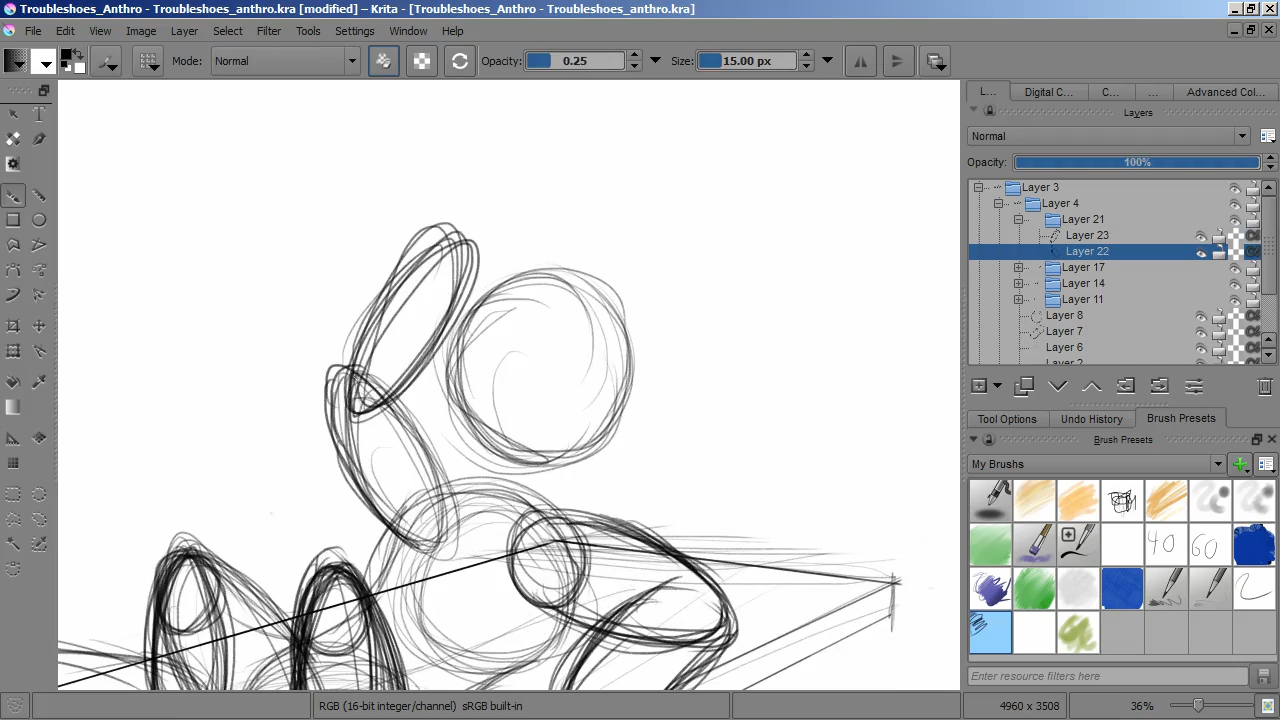 Troubleshoes_Anthro - Troubleshoes_anthro.kra [modified] – Krita - [Troubleshoes_Anthro - Troubleshoes_anthro.kra]
File Edit View Image Layer Select Filter Tools Settings Window Help
Mode: Normal Opacity: 0.25 Size: 15.00 px
L... Digital C... C... ... Advanced Col...
Layers
Normal
Opacity: 100%
Layer 3
Layer 4
Layer 21
Layer 23
Layer 22
Layer 17
Layer 14
Layer 11
Layer 8
Layer 7
Layer 6
Layer 2
Tool Options Undo History Brush Presets
Brush Presets
My Brushes
40 60
Enter resource filters here
RGB (16-bit integer/channel) sRGB built-in 4960 x 3508 36%